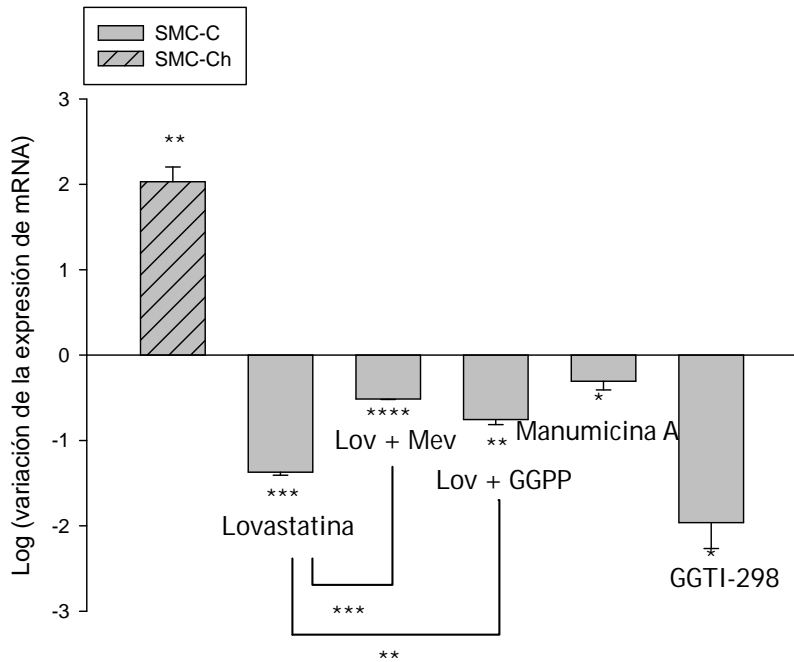 SMC-C
SMC-Ch
Log (variación de la expresión de mRNA)
3
2
1
0
-1
-2
-3
**
***
Lovastatina
****
Lov + Mev
**
Lov + GGPP
*
Manumicina A
*
GGTI-298
***
**